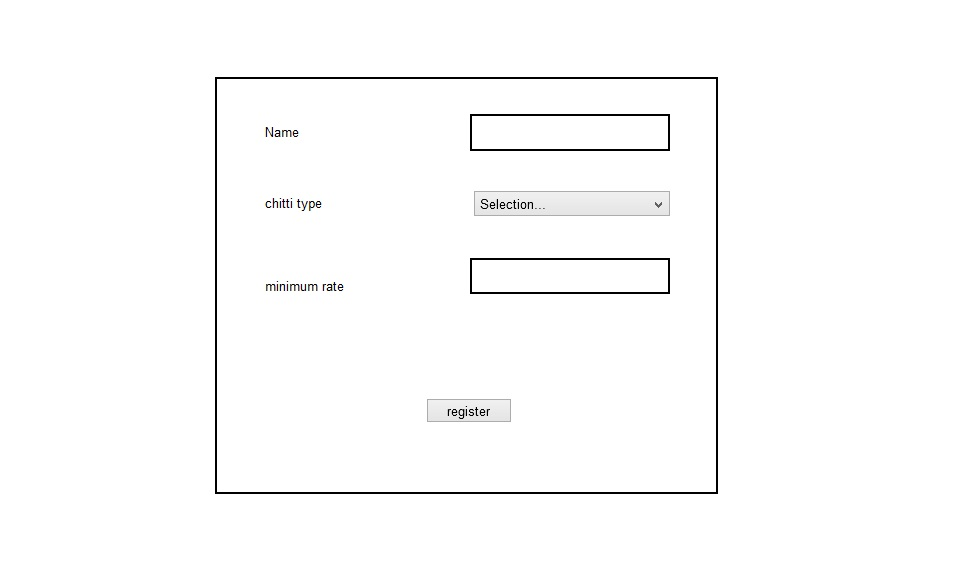 Name
chitti type
Selection...
minimum rate
register